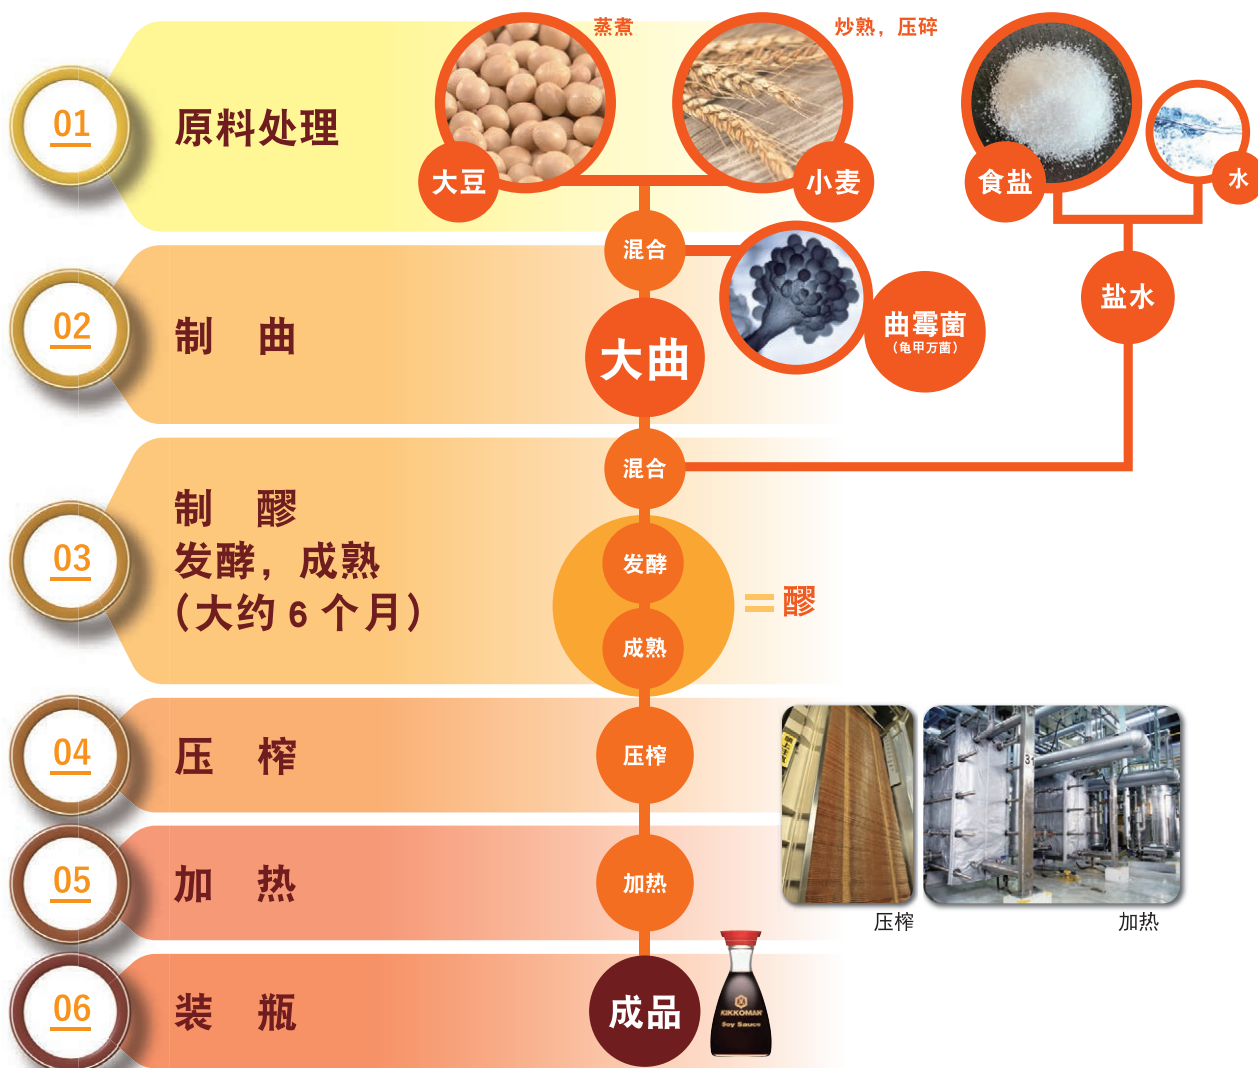 蒸煮
炒熟，压碎
01
原料处理
大豆
小麦
食盐
水
混合
02
制 曲
大曲
曲霉菌
（龟甲万菌）
盐水
混合
03
制 醪
发酵，成熟
（大约 6 个月）
发酵
成熟
=醪
04
压 榨
压榨
05
加 热
加热
压榨
加热
06
装 瓶
成品
KIKKOMAN
Soy Sauce